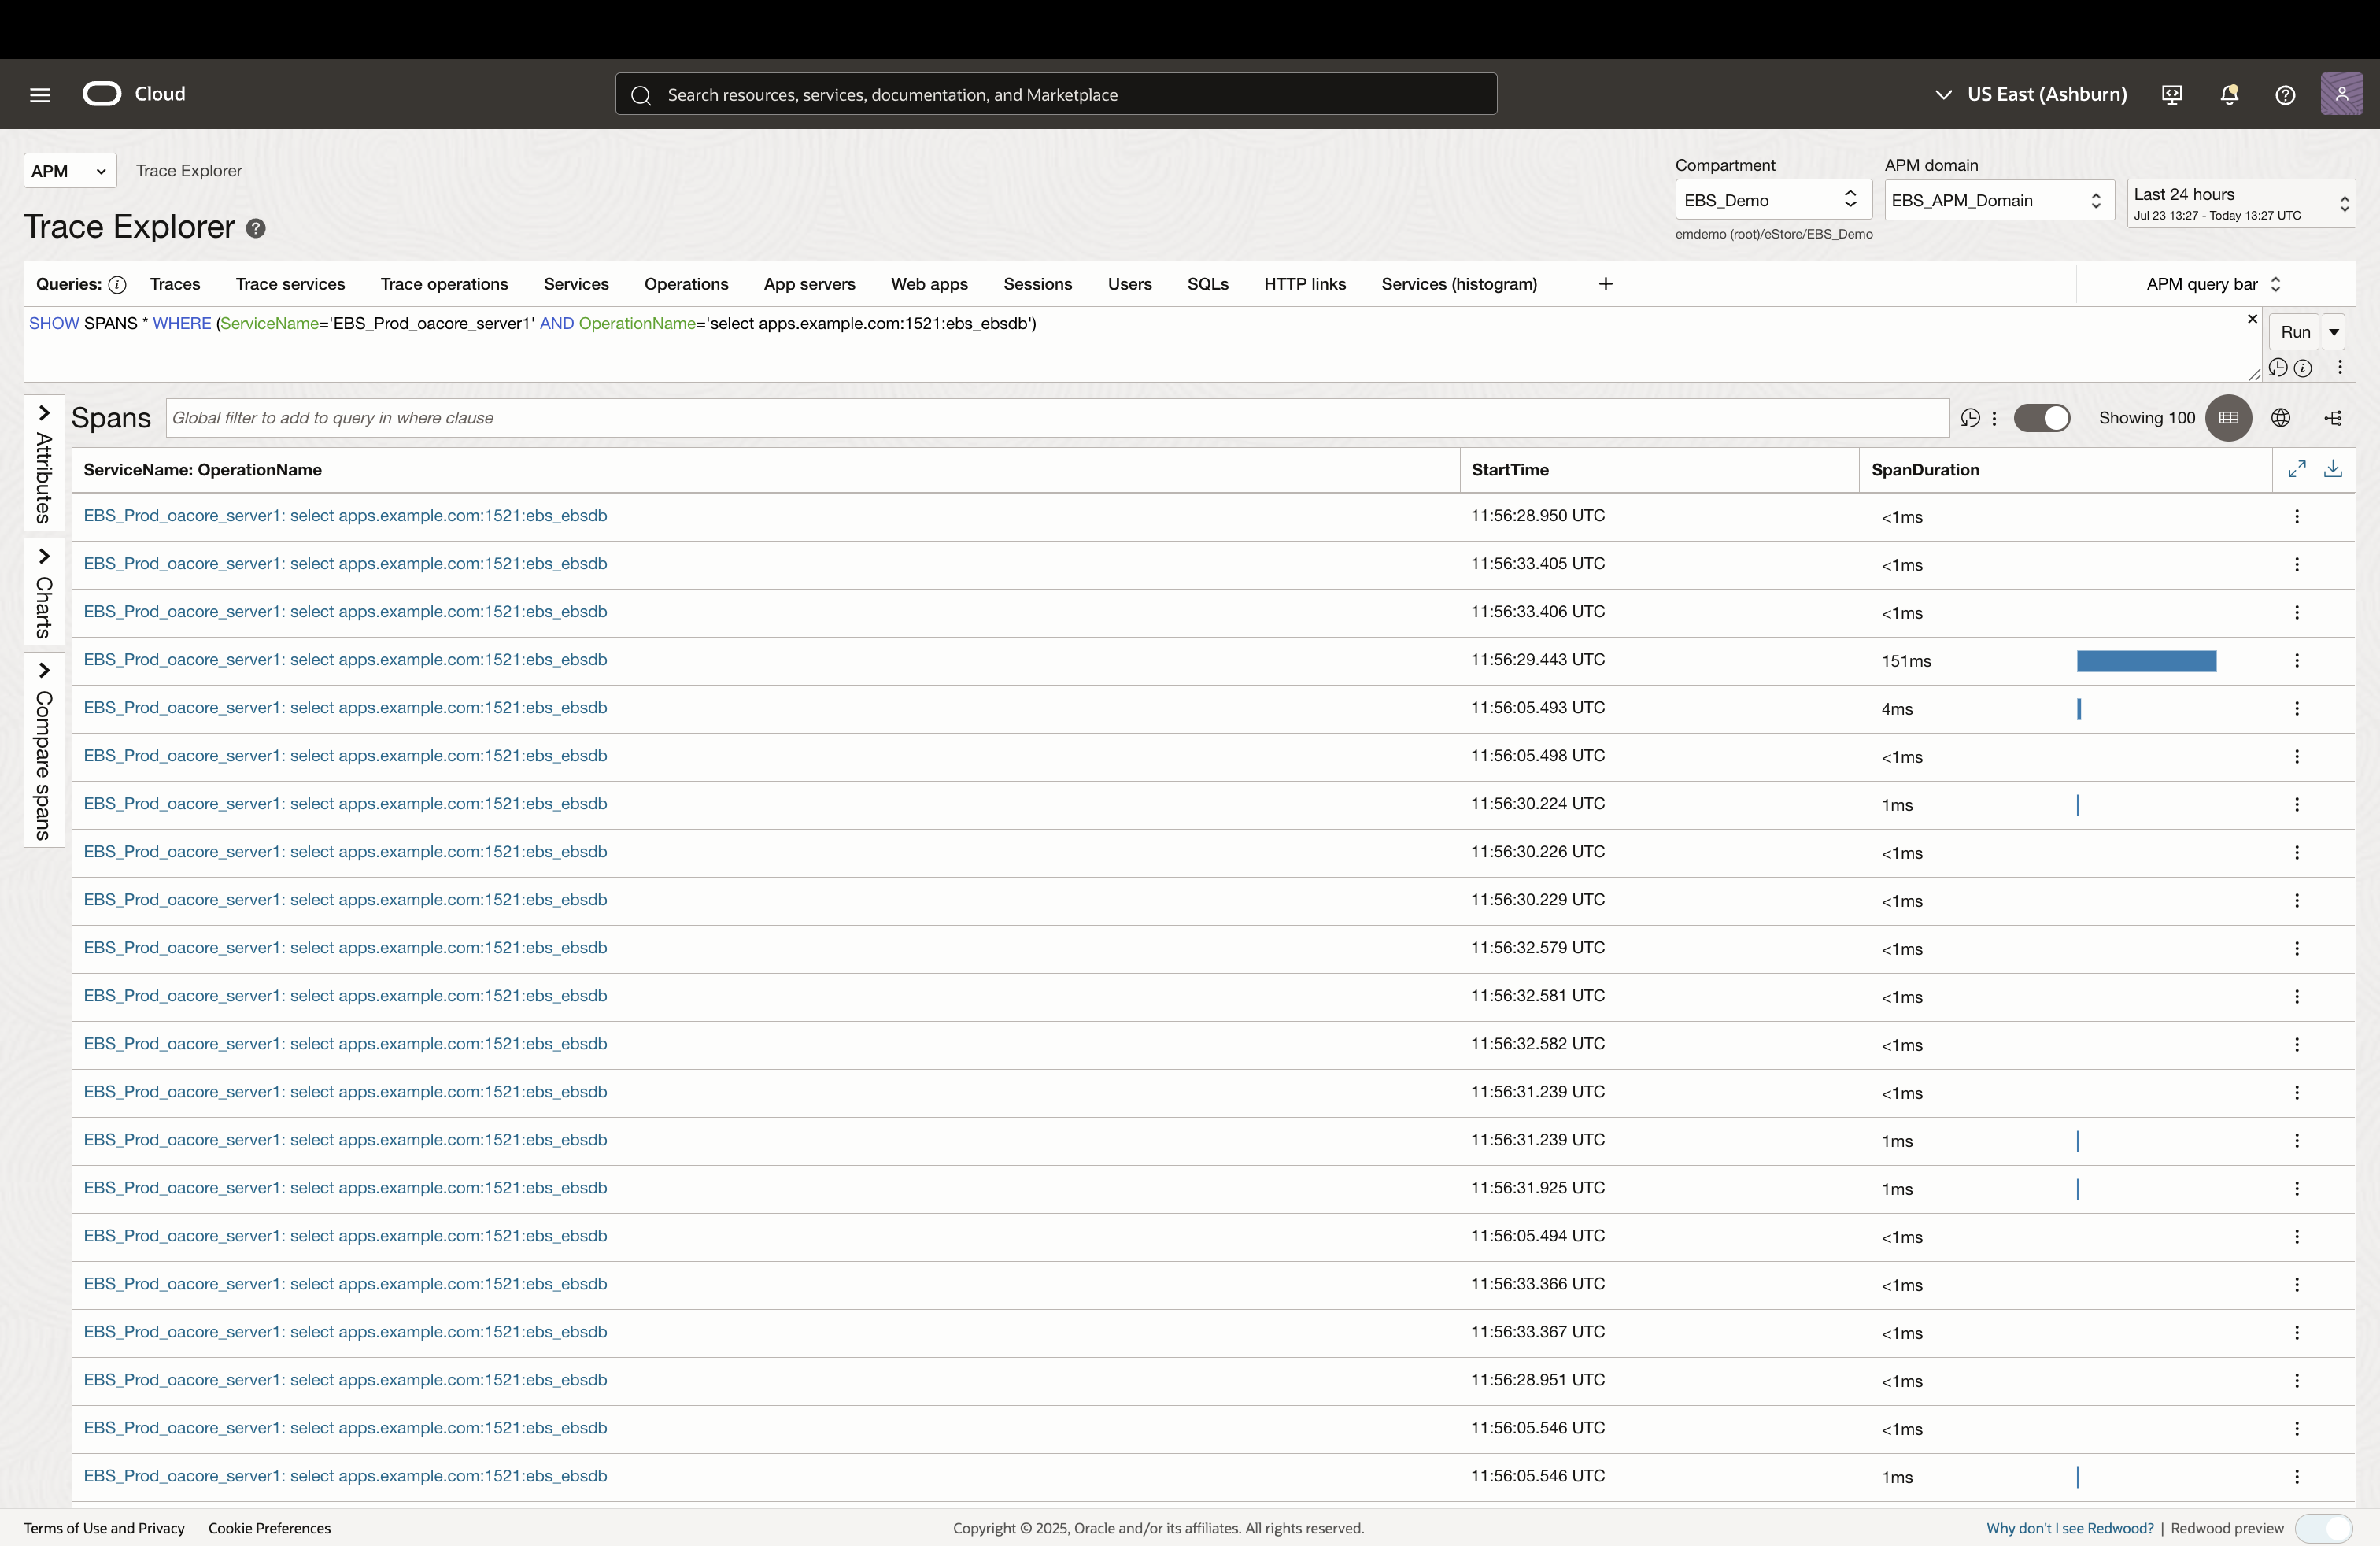 Cloud
Search resources, services, documentation, and Marketplace
US East (Ashburn)
APM
Trace Explorer
Compartment
APM domain
EBS_Demo
EBS_APM_Domain
Last 24 hours
Jul 23 13:27 - Today 13:27 UTC
emdemo (root)/eStore/EBS_Demo
Trace Explorer
Queries: Traces Trace services Trace operations Services Operations App servers Web apps Sessions Users SQLs HTTP links Services (histogram) + APM query bar
SHOW SPANS * WHERE (ServiceName='EBS_Prod_oacore_server1' AND OperationName='select apps.example.com:1521:ebs_ebsdb')
Run
Attributes
Charts
Compare spans
Spans
Global filter to add to query in where clause
Showing 100
ServiceName: OperationName StartTime SpanDuration
EBS_Prod_oacore_server1: select apps.example.com:1521:ebs_ebsdb 11:56:28.950 UTC <1ms
EBS_Prod_oacore_server1: select apps.example.com:1521:ebs_ebsdb 11:56:33.405 UTC <1ms
EBS_Prod_oacore_server1: select apps.example.com:1521:ebs_ebsdb 11:56:33.406 UTC <1ms
EBS_Prod_oacore_server1: select apps.example.com:1521:ebs_ebsdb 11:56:29.443 UTC 151ms
EBS_Prod_oacore_server1: select apps.example.com:1521:ebs_ebsdb 11:56:05.493 UTC 4ms
EBS_Prod_oacore_server1: select apps.example.com:1521:ebs_ebsdb 11:56:05.498 UTC <1ms
EBS_Prod_oacore_server1: select apps.example.com:1521:ebs_ebsdb 11:56:30.224 UTC 1ms
EBS_Prod_oacore_server1: select apps.example.com:1521:ebs_ebsdb 11:56:30.226 UTC <1ms
EBS_Prod_oacore_server1: select apps.example.com:1521:ebs_ebsdb 11:56:30.229 UTC <1ms
EBS_Prod_oacore_server1: select apps.example.com:1521:ebs_ebsdb 11:56:32.579 UTC <1ms
EBS_Prod_oacore_server1: select apps.example.com:1521:ebs_ebsdb 11:56:32.581 UTC <1ms
EBS_Prod_oacore_server1: select apps.example.com:1521:ebs_ebsdb 11:56:32.582 UTC <1ms
EBS_Prod_oacore_server1: select apps.example.com:1521:ebs_ebsdb 11:56:31.239 UTC <1ms
EBS_Prod_oacore_server1: select apps.example.com:1521:ebs_ebsdb 11:56:31.239 UTC 1ms
EBS_Prod_oacore_server1: select apps.example.com:1521:ebs_ebsdb 11:56:31.925 UTC 1ms
EBS_Prod_oacore_server1: select apps.example.com:1521:ebs_ebsdb 11:56:05.494 UTC <1ms
EBS_Prod_oacore_server1: select apps.example.com:1521:ebs_ebsdb 11:56:33.366 UTC <1ms
EBS_Prod_oacore_server1: select apps.example.com:1521:ebs_ebsdb 11:56:33.367 UTC <1ms
EBS_Prod_oacore_server1: select apps.example.com:1521:ebs_ebsdb 11:56:28.951 UTC <1ms
EBS_Prod_oacore_server1: select apps.example.com:1521:ebs_ebsdb 11:56:05.546 UTC <1ms
EBS_Prod_oacore_server1: select apps.example.com:1521:ebs_ebsdb 11:56:05.546 UTC 1ms
Terms of Use and Privacy Cookie Preferences Copyright © 2025, Oracle and/or its affiliates. All rights reserved. Why don't I see Redwood? | Redwood preview